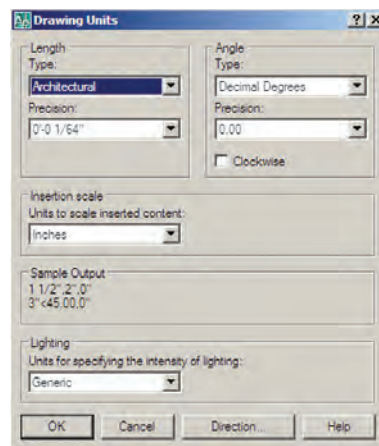 Drawing Units
Length
Type:
Architectural
Precision:
0'-0 1/64"
Angle
Type:
Decimal Degrees
Precision:
0.00
Clockwise
Insertion scale
Units to scale inserted content:
Inches
Sample Output
1 1/2",2",0"
3"<45.00,0"
Lighting
Units for specifying the intensity of lighting:
Generic
OK Cancel Direction... Help